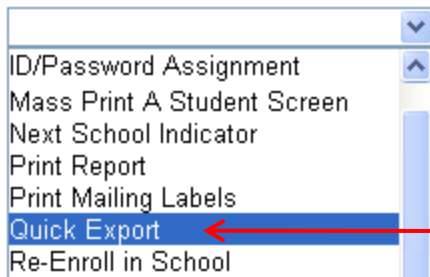 ID/Password Assignment
Mass Print A Student Screen
Next School Indicator
Print Report
Print Mailing Labels
Quick Export
Re-Enroll in School